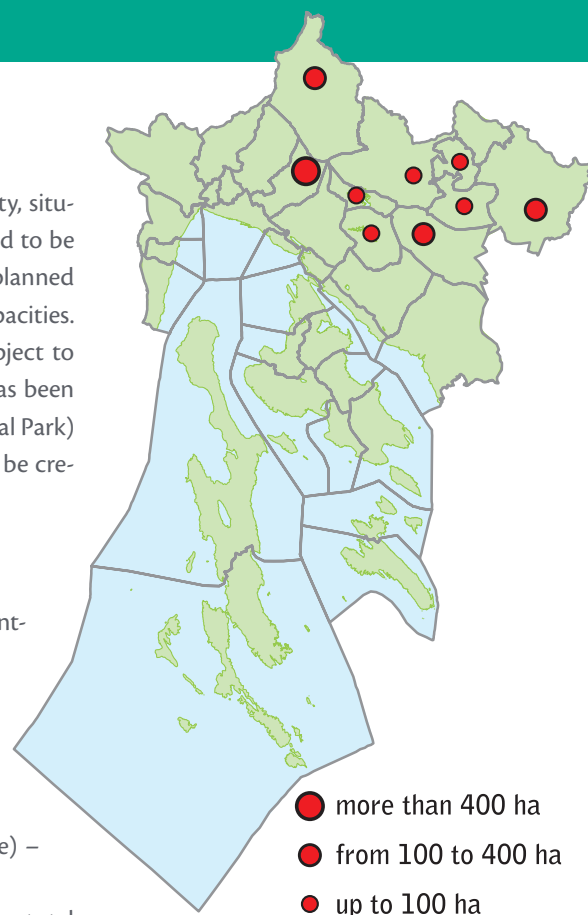 ty, situ-
d to be
planned
pacities.
bject to
as been
al Park)
be cre-
nt-
e) –
more than 400 ha
from 100 to 400 ha
up to 100 ha